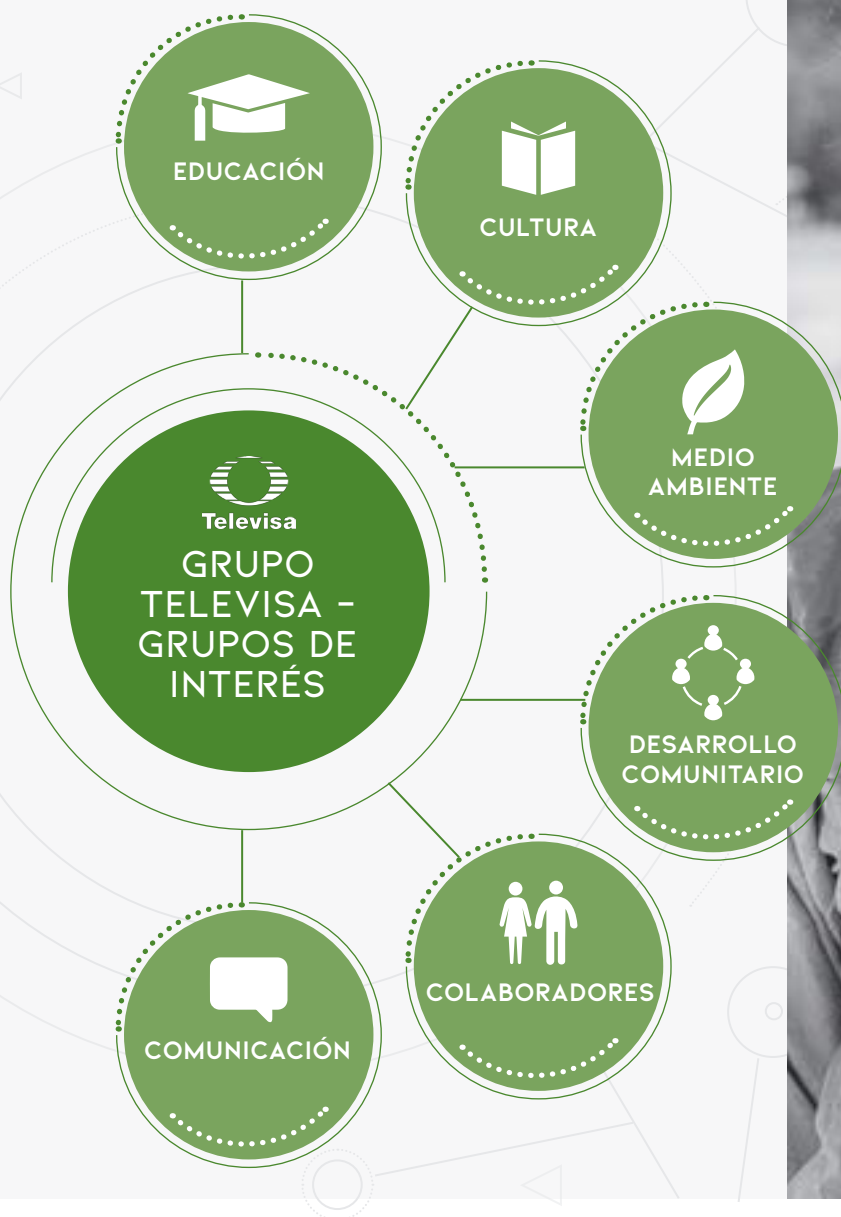 EDUCACIÓN
CULTURA
MEDIO
AMBIENTE
Televisa
GRUPO
TELEVISA -
GRUPOS DE
INTERÉS
DESARROLLO
COMUNITARIO
COLABORADORES
COMUNICACIÓN